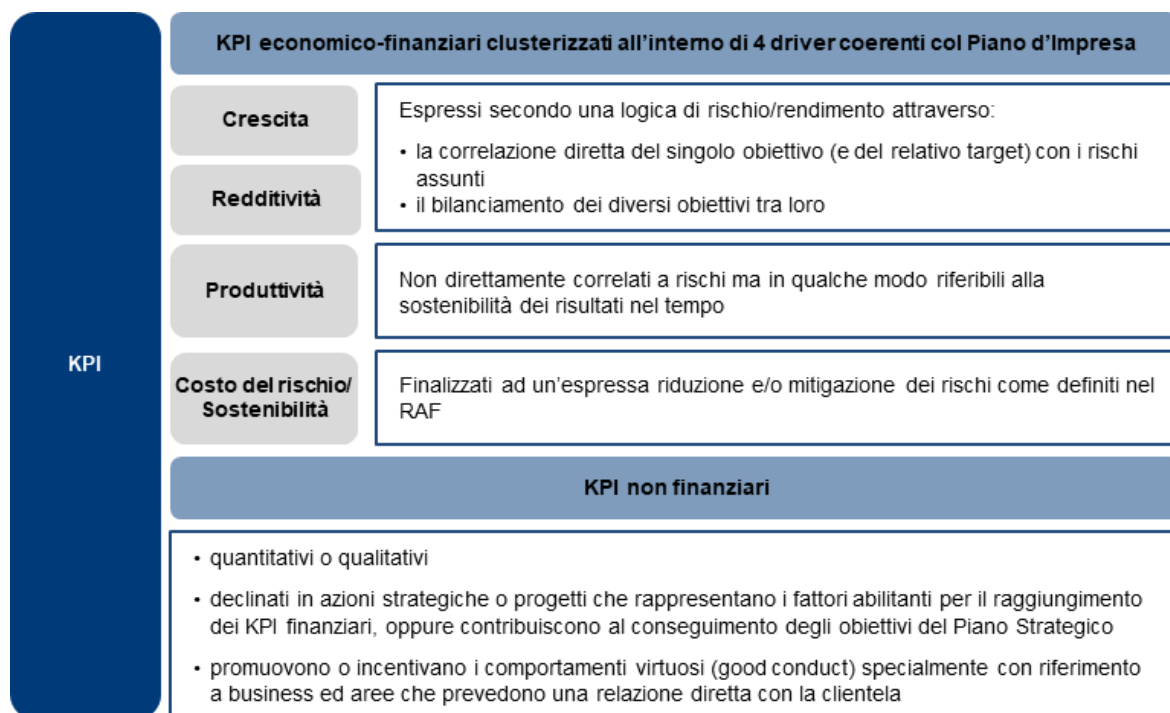 KPI
KPI economico-finanziari clusterizzati all'interno di 4 driver coerenti col Piano d'Impresa
Crescita
Redditività
Espressi secondo una logica di rischio/rendimento attraverso:
• la correlazione diretta del singolo obiettivo (e del relativo target) con i rischi
assunti
• il bilanciamento dei diversi obiettivi tra loro
Produttività
Non direttamente correlati a rischi ma in qualche modo riferibili alla
sostenibilità dei risultati nel tempo
Costo del rischio/
Sostenibilità
Finalizzati ad un'espressa riduzione e/o mitigazione dei rischi come definiti nel
RAF
KPI non finanziari
• quantitativi o qualitativi
• declinati in azioni strategiche o progetti che rappresentano i fattori abilitanti per il raggiungimento
dei KPI finanziari, oppure contribuiscono al conseguimento degli obiettivi del Piano Strategico
• promuovono o incentivano i comportamenti virtuosi (good conduct) specialmente con riferimento
a business ed aree che prevedono una relazione diretta con la clientela